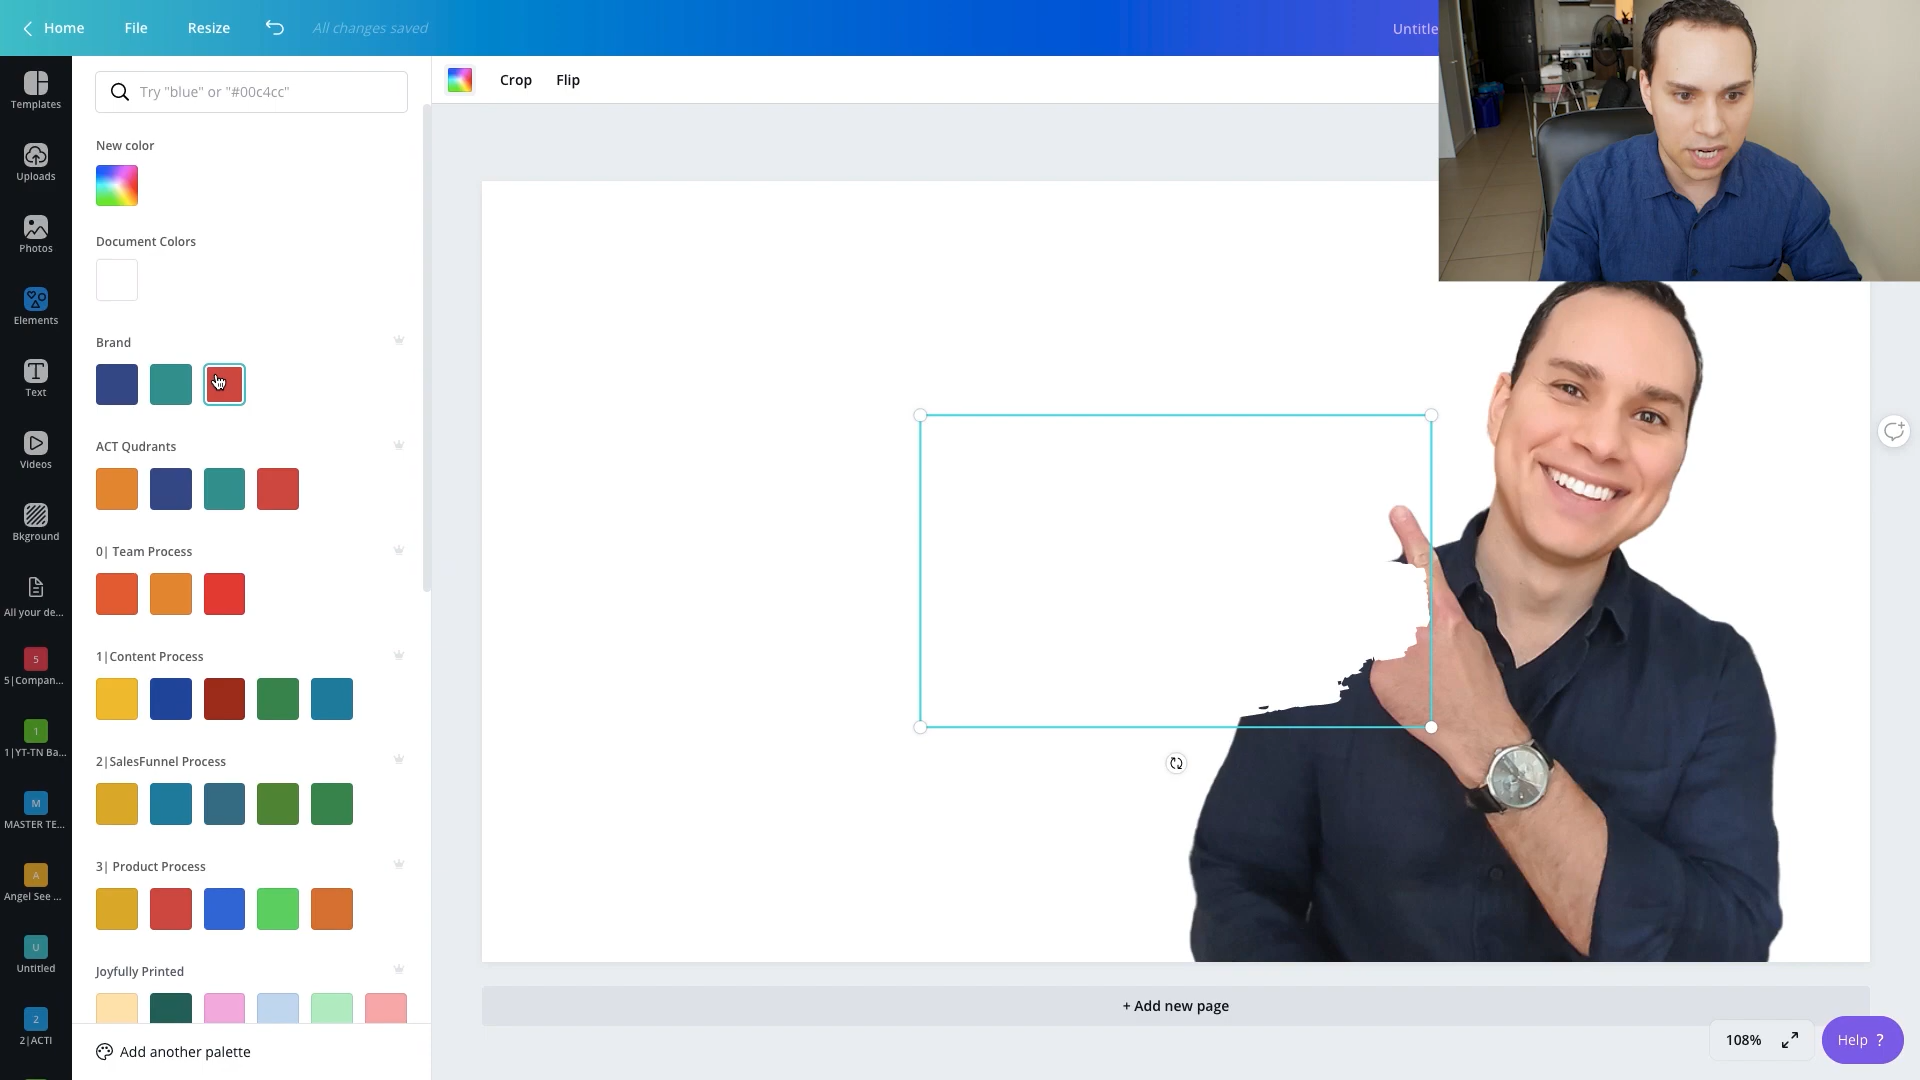 Home
File
Resize
All changes saved
Untitle
Templates
Uploads
Photos
Elements
Text
Videos
Bkground
All your de...
5
5|Compan...
1
1|YT-TN Ba...
M
MASTER TE...
A
Angel See ...
U
Untitled
2
2|ACTI
Try "blue" or "#00c4cc"
New color
Document Colors
Brand
ACT Qudrants
0| Team Process
1|Content Process
2|SalesFunnel Process
3| Product Process
Joyfully Printed
Add another palette
Crop
Flip
+ Add new page
108%
Help ?